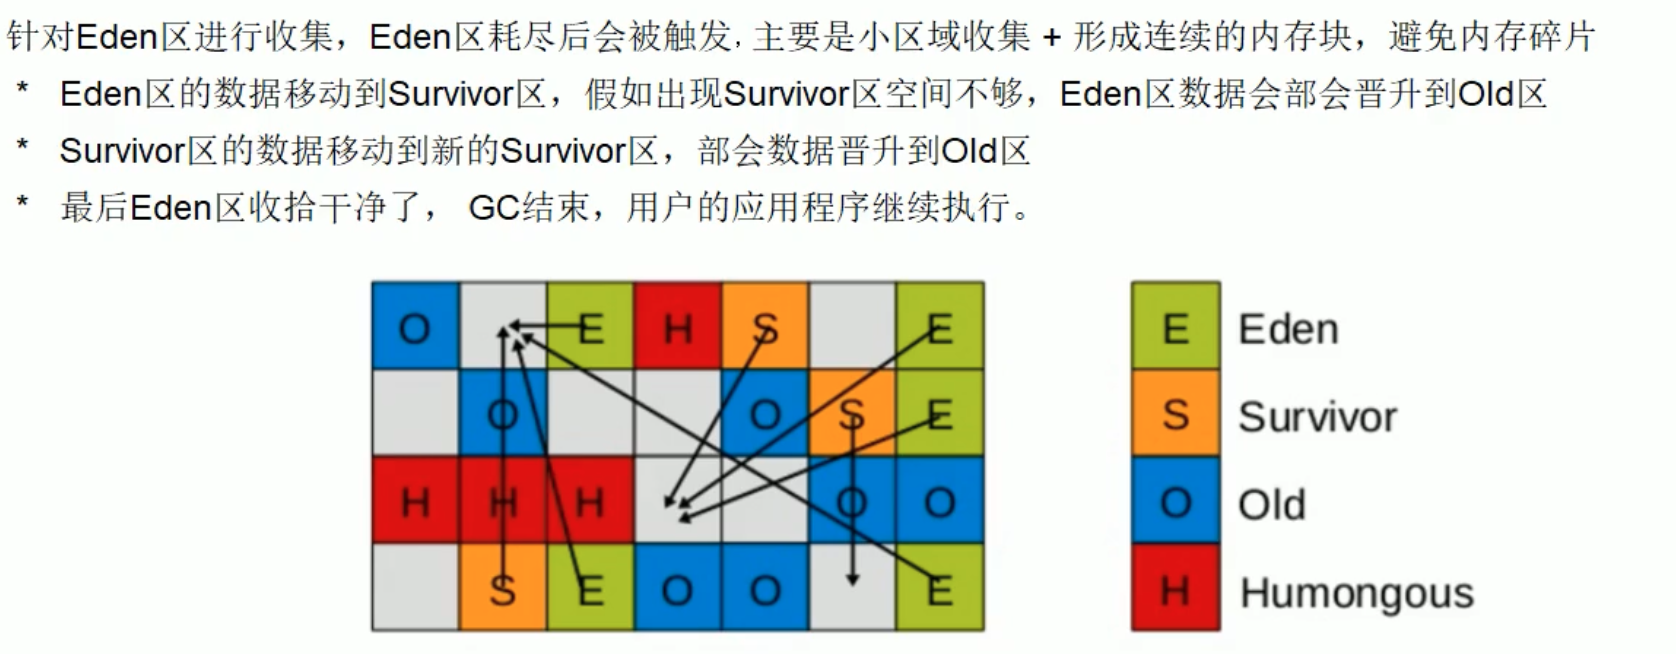 针对Eden区进行收集，Eden区耗尽后会被触发, 主要是小区域收集 + 形成连续的内存块，避免内存碎片
* Eden区的数据移动到Survivor区，假如出现Survivor区空间不够，Eden区数据会部会晋升到Old区
* Survivor区的数据移动到新的Survivor区，部会数据晋升到Old区
* 最后Eden区收拾干净了， GC结束，用户的应用程序继续执行。
O E H S E
O O S E
H H H O O
S E O O E
E Eden
S Survivor
O Old
H Humongous